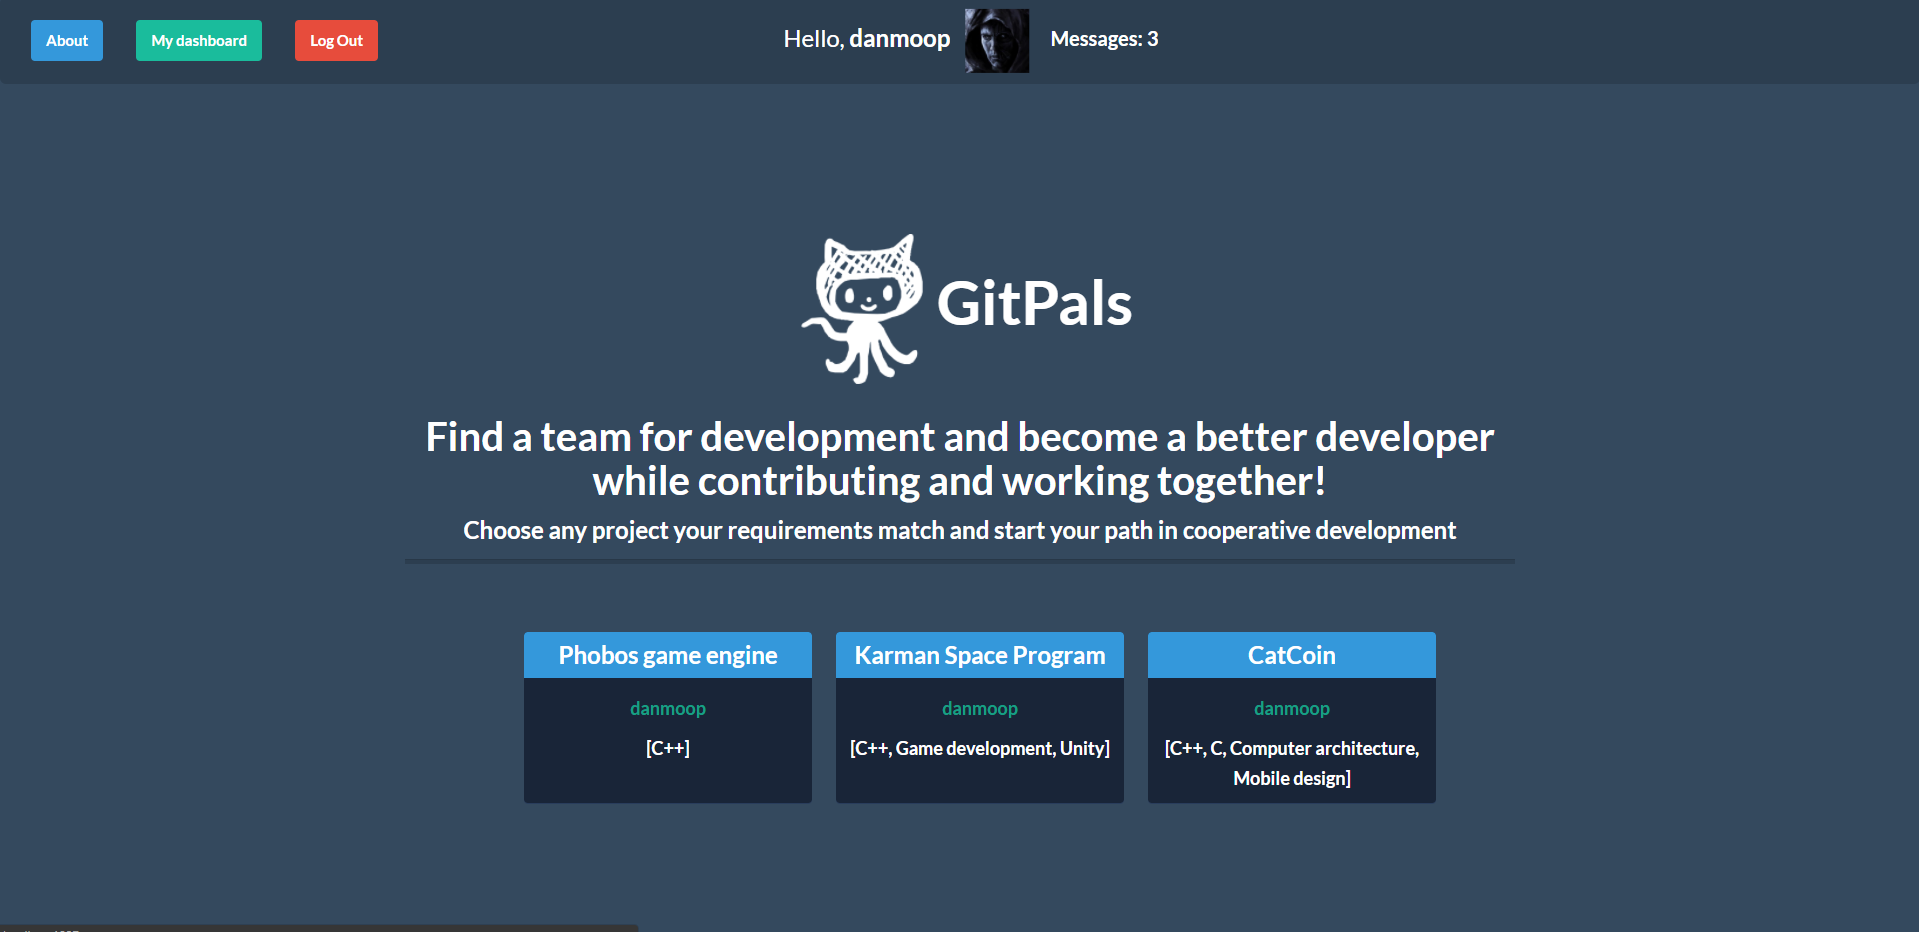 About
My dashboard
Log Out
Hello, danmoop
Messages: 3
GitPals
Find a team for development and become a better developer
while contributing and working together!
Choose any project your requirements match and start your path in cooperative development
Phobos game engine
danmoop
[C++]
Karman Space Program
danmoop
[C++, Game development, Unity]
CatCoin
danmoop
[C++, C, Computer architecture,
Mobile design]